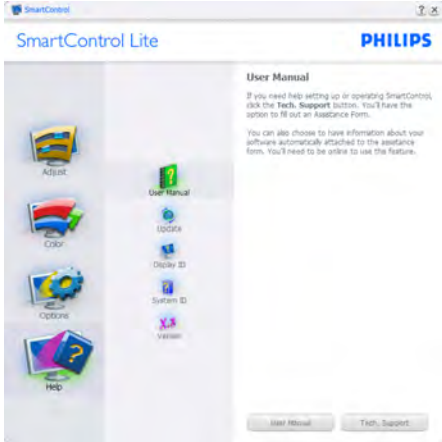 SmartControl
SmartControl Lite
PHILIPS
Adjust
Color
Options
Help
User Manual
Update
Display ID
System ID
Version
User Manual
If you need help setting up or operating SmartControl,
click the Tech. Support button. You'll have the
option to fill out an Assistance Form.
You can also choose to have information about your
software automatically attached to the assistance
form. You'll need to be online to use the feature.
User Manual
Tech. Support